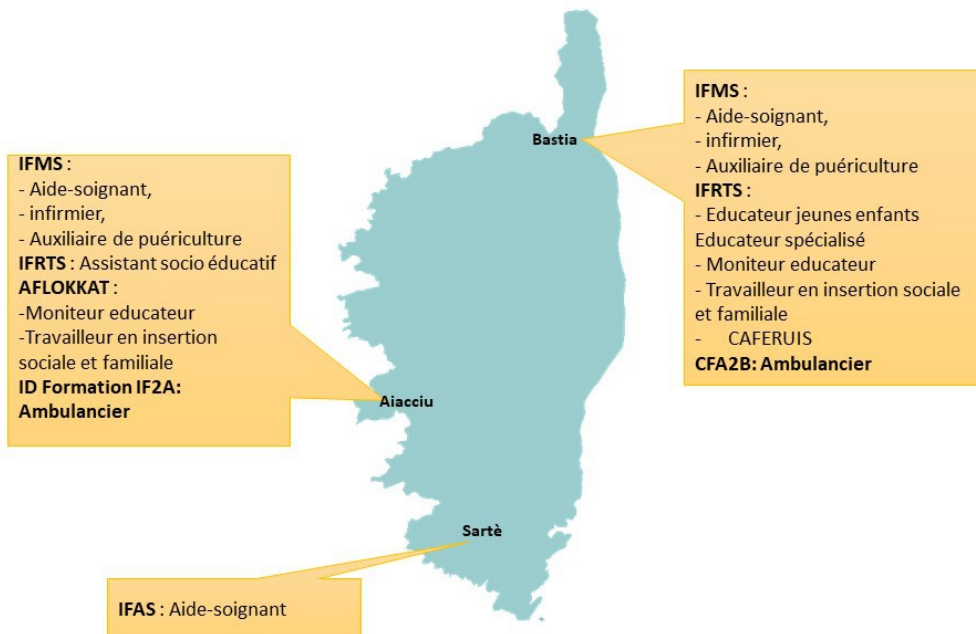 Bastia
IFMS :
- Aide-soignant,
- infirmier,
- Auxiliaire de puériculture
IFRTS :
- Educateur jeunes enfants
Educateur spécialisé
- Moniteur educateur
- Travailleur en insertion sociale
et familiale
- CAFERUIS
CFA2B: Ambulancier
IFMS :
- Aide-soignant,
- infirmier,
- Auxiliaire de puériculture
IFRTS : Assistant socio éducatif
AFLOKKAT :
-Moniteur educateur
-Travailleur en insertion
sociale et familiale
ID Formation IF2A:
Ambulancier
Aiacciu
Sartè
IFAS : Aide-soignant